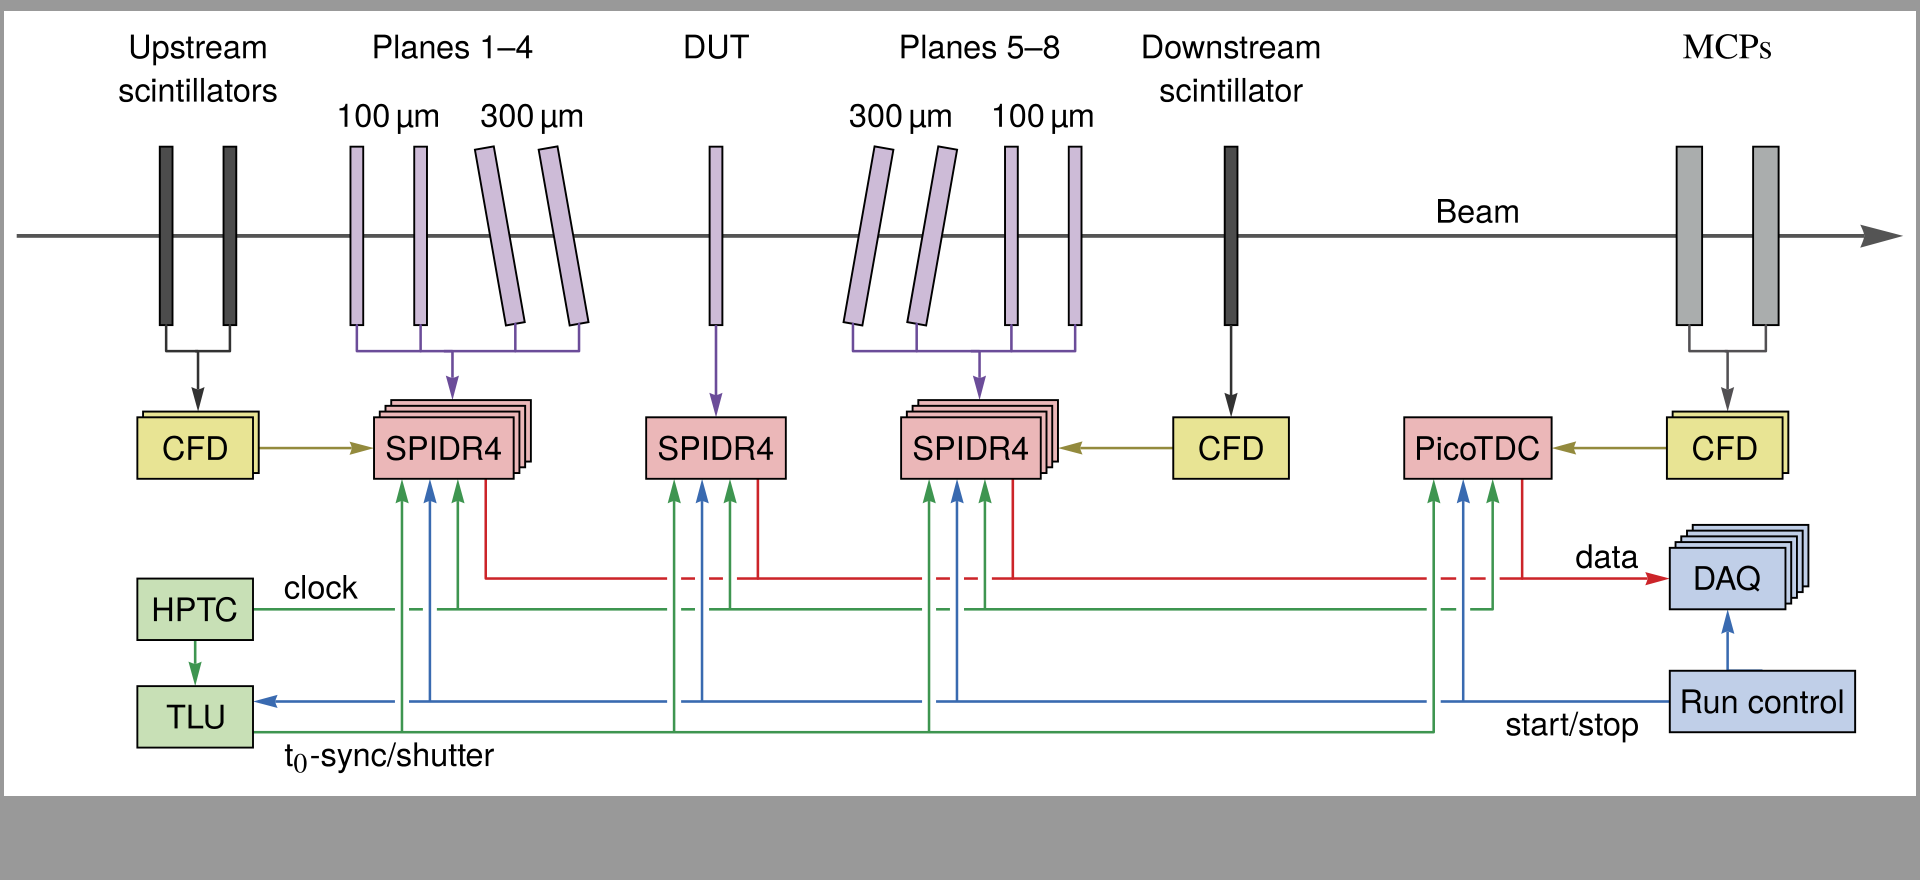 Upstream
scintillators
Planes 1–4
DUT
Planes 5–8
Downstream
scintillator
MCPs
100 µm
300 µm
300 µm
100 µm
Beam
CFD
SPIDR4
SPIDR4
SPIDR4
CFD
PicoTDC
CFD
data
DAQ
clock
HPTC
TLU
Run control
start/stop
t0-sync/shutter